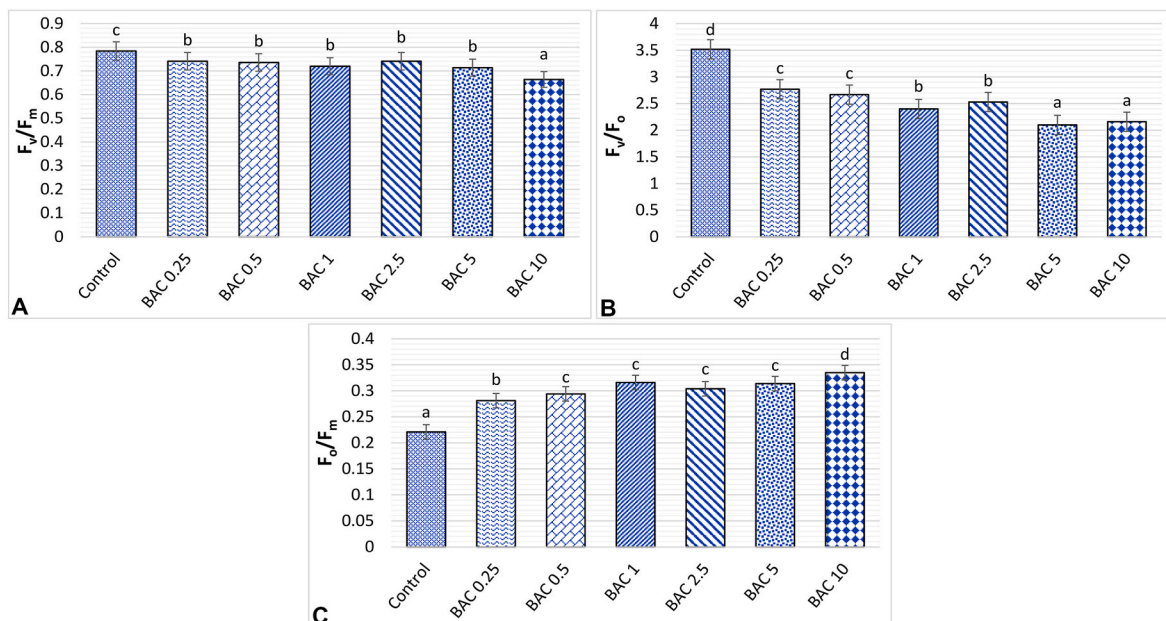 0.9
0.8
0.7
0.6
0.5
0.4
0.3
0.2
0.1
0
Fv/Fm
c
b
b
b
b
b
a
Control
BAC 0.25
BAC 0.5
BAC 1
BAC 2.5
BAC 5
BAC 10
A
4
3.5
3
2.5
2
1.5
1
0.5
0
Fv/Fo
d
c
c
b
b
a
a
Control
BAC 0.25
BAC 0.5
BAC 1
BAC 2.5
BAC 5
BAC 10
B
0.4
0.35
0.3
0.25
0.2
0.15
0.1
0.05
0
Fo/Fm
a
b
c
c
c
c
d
Control
BAC 0.25
BAC 0.5
BAC 1
BAC 2.5
BAC 5
BAC 10
C